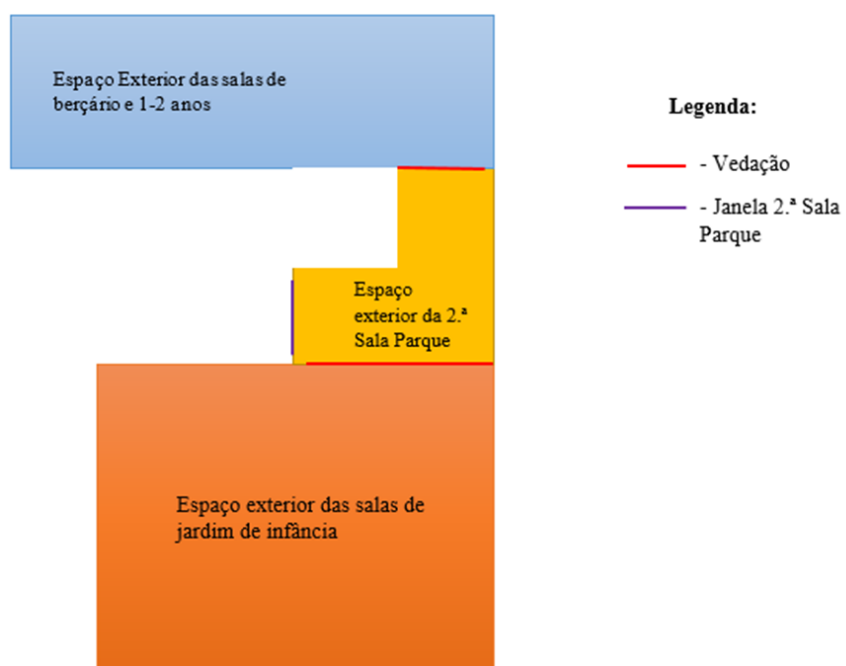 Espaço Exterior das salas de
berçário e 1-2 anos
Legenda:
- Vedação
- Janela 2.ª Sala
Parque
Espaço
exterior da 2.ª
Sala Parque
Espaço exterior das salas de
jardim de infância